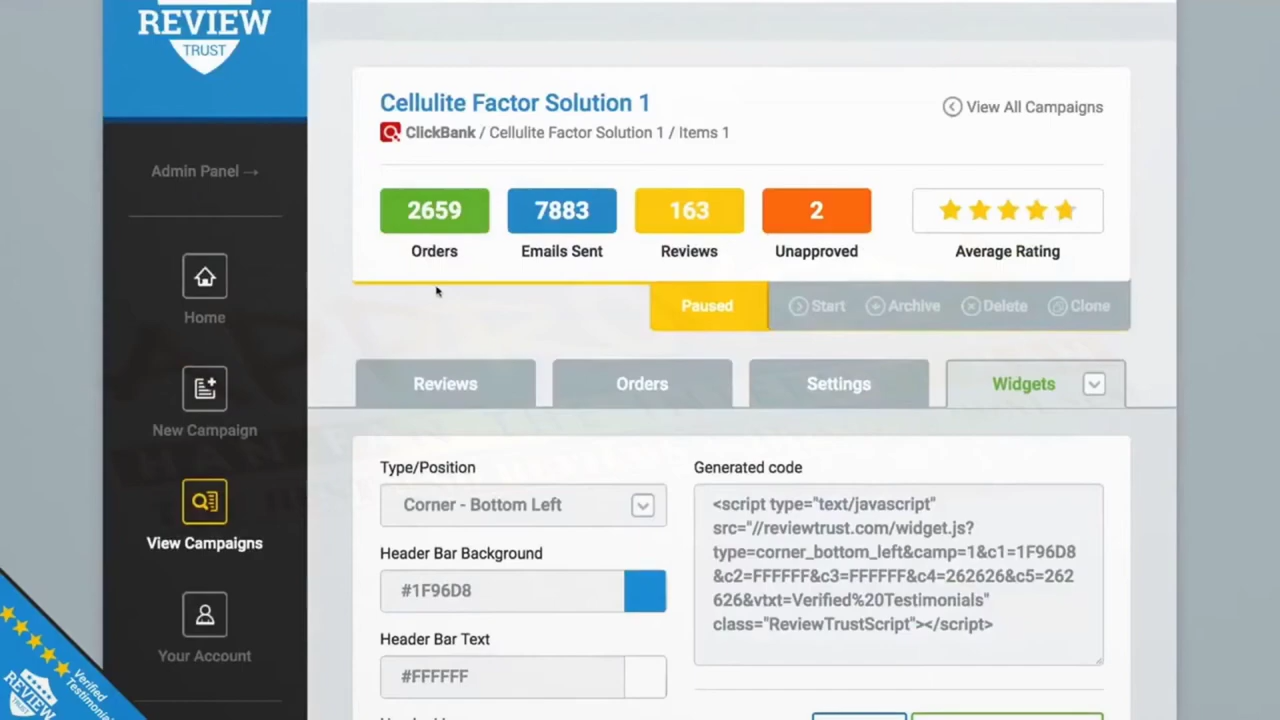 REVIEW
TRUST
Admin Panel →
Home
New Campaign
View Campaigns
Your Account
Cellulite Factor Solution 1
View All Campaigns
ClickBank / Cellulite Factor Solution 1 / Items 1
2659
Orders
7883
Emails Sent
163
Reviews
2
Unapproved
Average Rating
Paused
Start
Archive
Delete
Clone
Reviews
Orders
Settings
Widgets
Type/Position
Corner - Bottom Left
Header Bar Background
#1F96D8
Header Bar Text
#FFFFFF
Generated code
<script type="text/javascript"
src="//reviewtrust.com/widget.js?
type=corner_bottom_left&camp=1&c1=1F96D8
&c2=FFFFFF&c3=FFFFFF&c4=262626&c5=262
626&vtxt=Verified%20Testimonials"
class="ReviewTrustScript"></script>
Verified
REVIEW